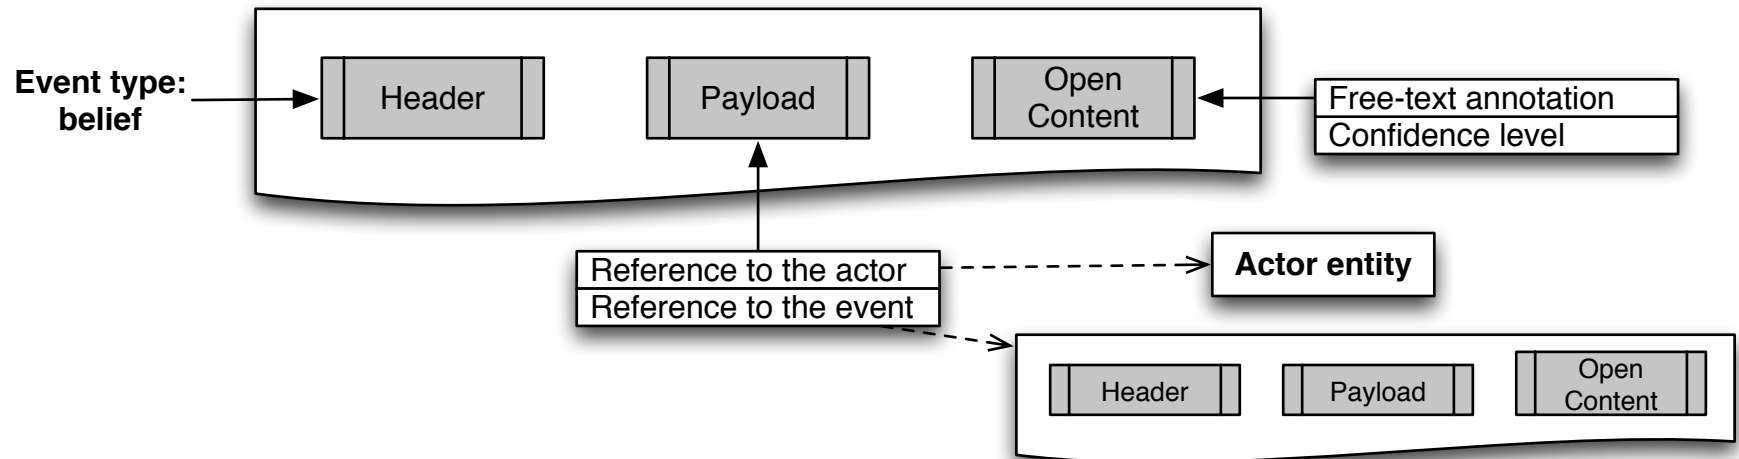 Event type:
belief
Header
Payload
Open
Content
Free-text annotation
Confidence level
Reference to the actor
Reference to the event
Actor entity
Header
Payload
Open
Content